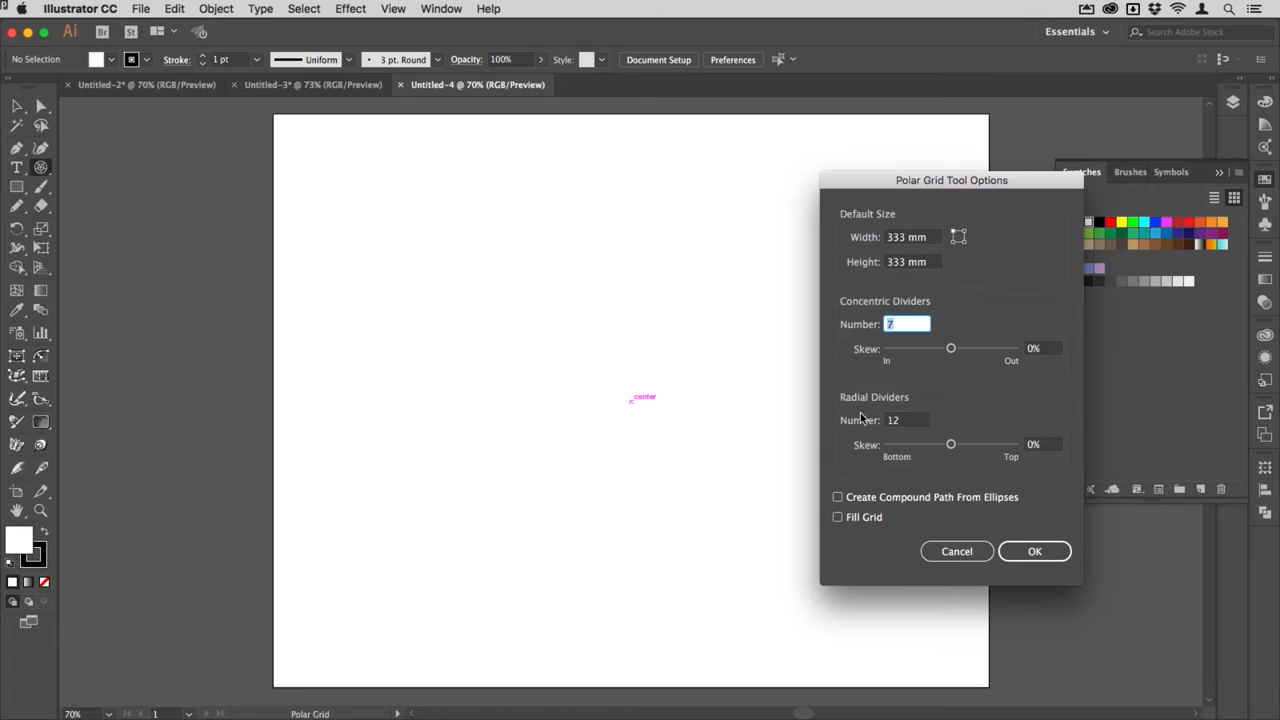 Illustrator CC File Edit Object Type Select Effect View Window Help
Ai Br St Essentials Search Adobe Stock
No Selection Stroke: 1 pt Uniform 3 pt. Round Opacity: 100% Style: Document Setup Preferences
Untitled-2* @ 70% (RGB/Preview) Untitled-3* @ 73% (RGB/Preview) Untitled-4 @ 70% (RGB/Preview)
Brushes Symbols
Polar Grid Tool Options
Default Size
Width: 333 mm
Height: 333 mm
Concentric Dividers
Number: 7
Skew: 0%
In Out
center
Radial Dividers
Number: 12
Skew: 0%
Bottom Top
Create Compound Path From Ellipses
Fill Grid
Cancel OK
70% 1 Polar Grid